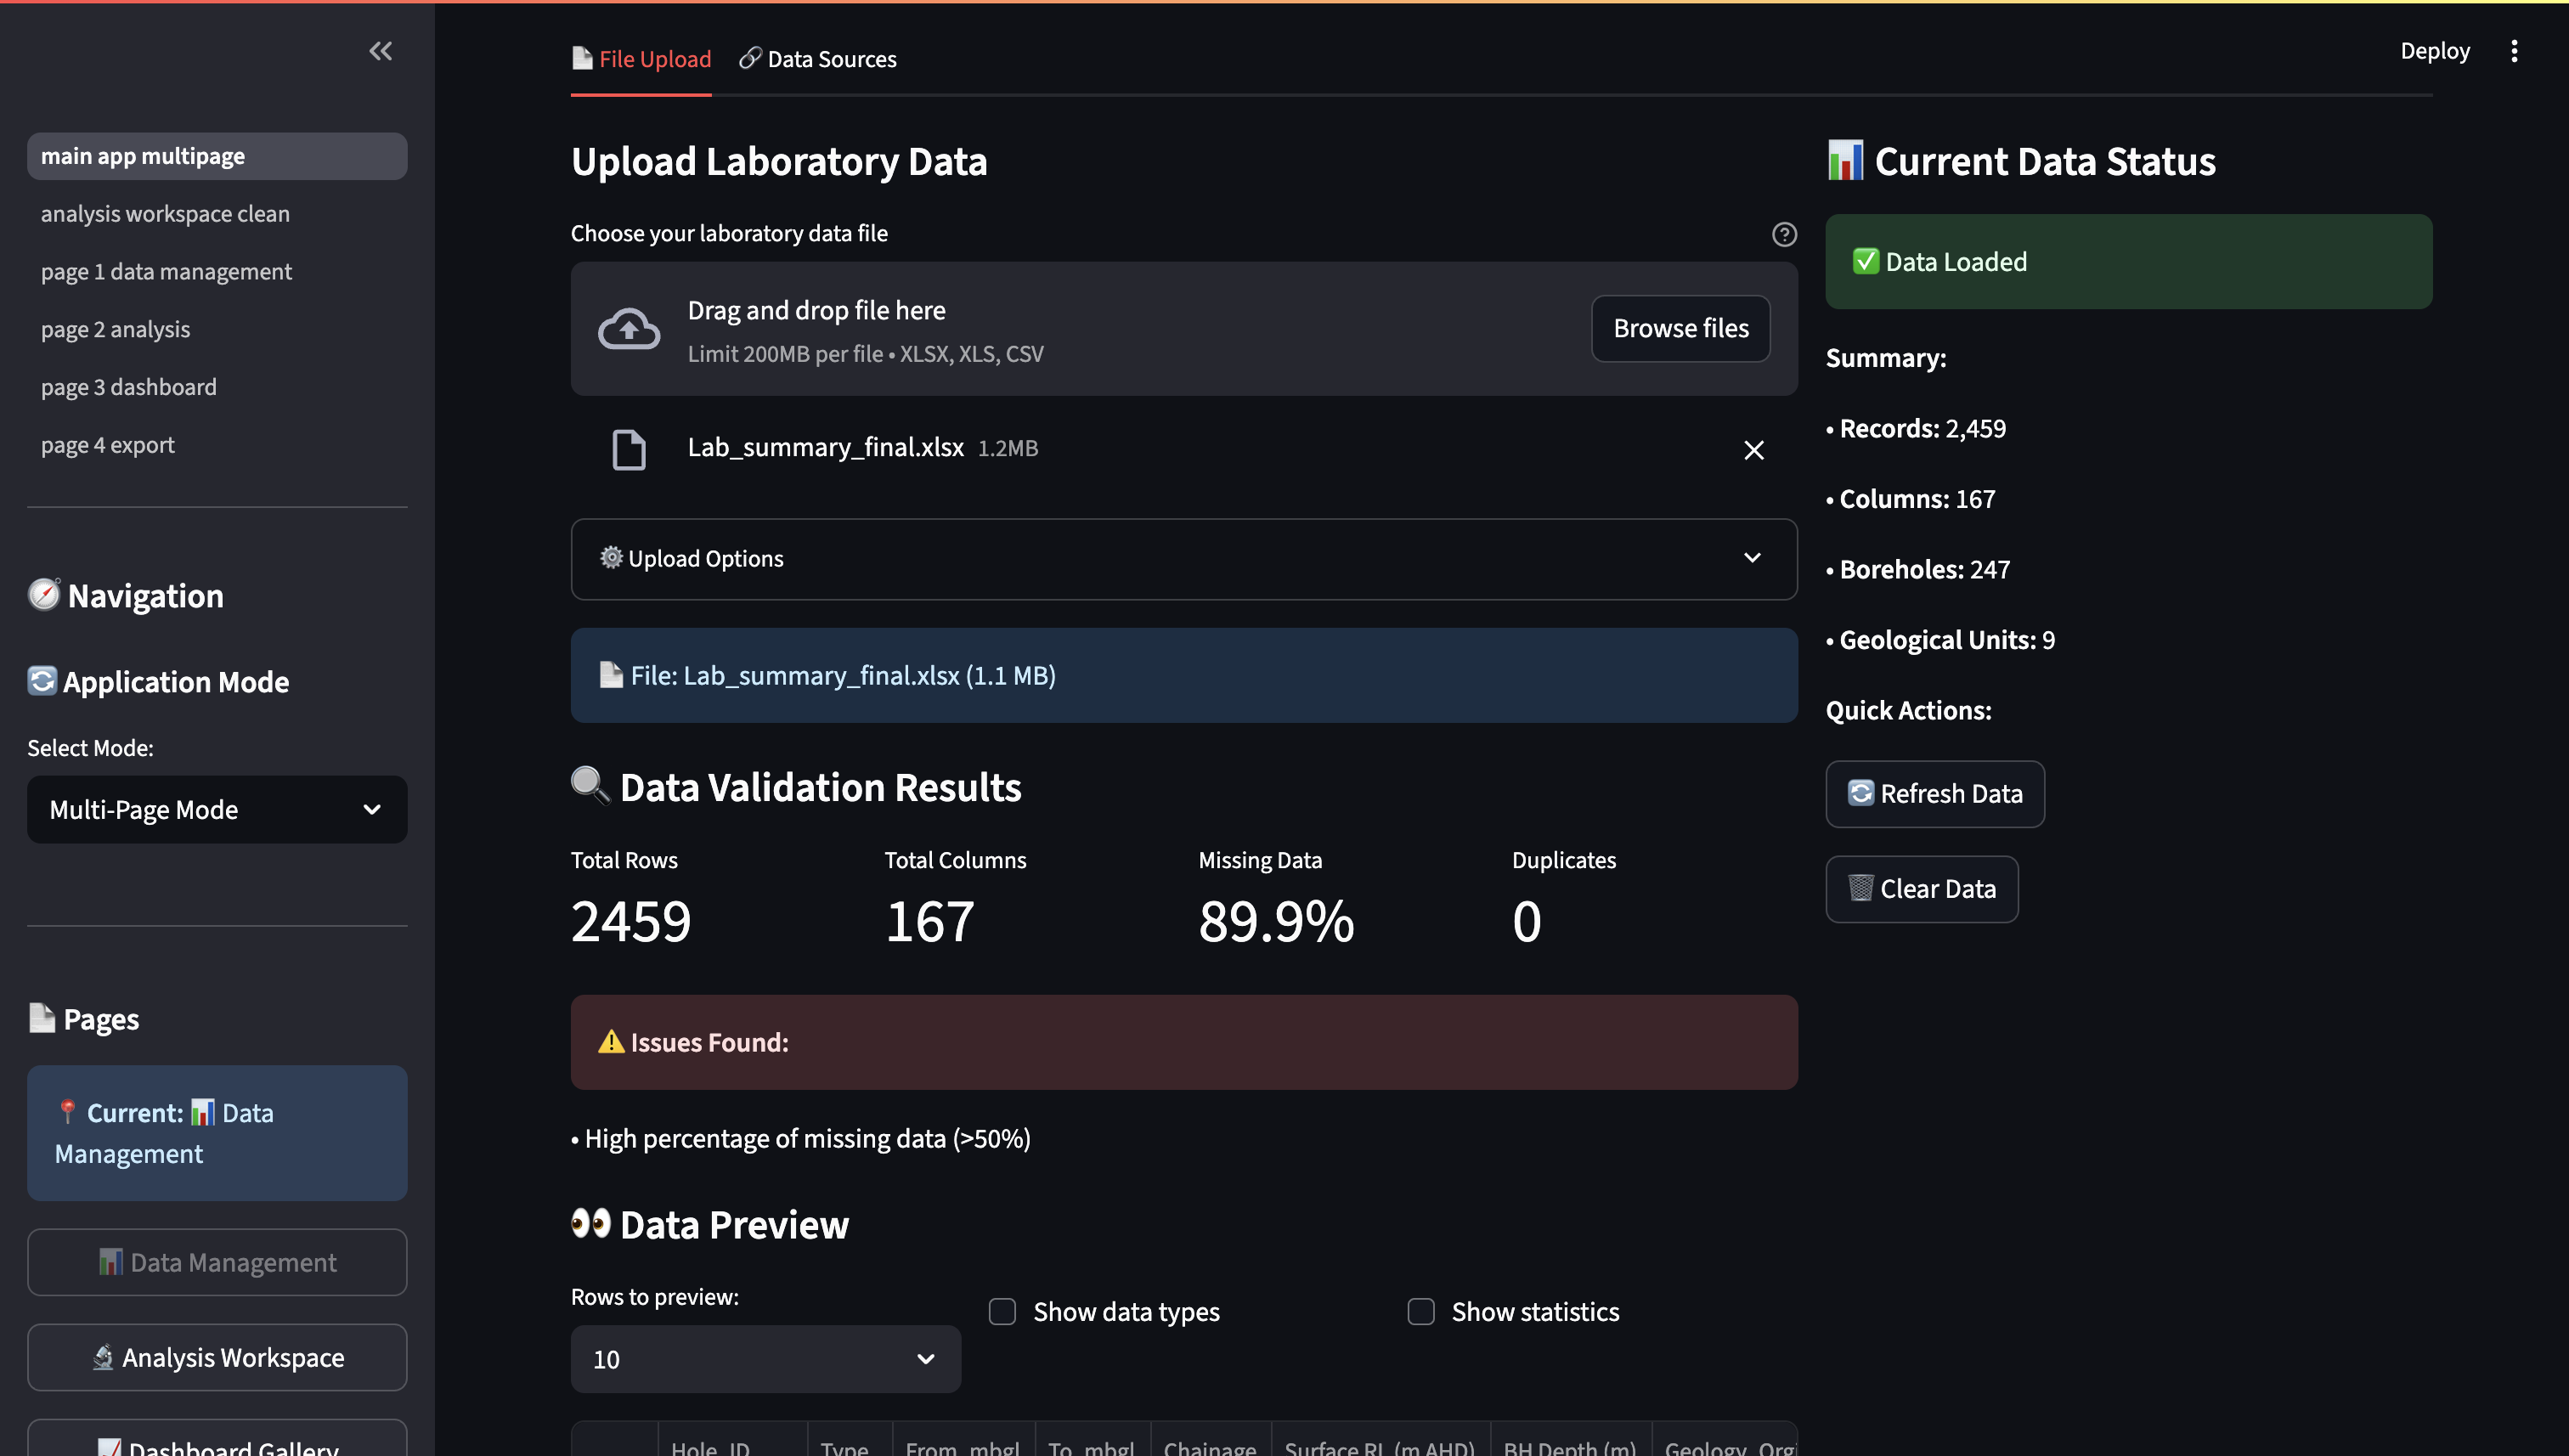 main app multipage
analysis workspace clean
page 1 data management
page 2 analysis
page 3 dashboard
page 4 export
Navigation
Application Mode
Select Mode:
Multi-Page Mode
Pages
Current: Data
Management
Data Management
Analysis Workspace
Dashboard Gallery
File Upload
Data Sources
Deploy
Upload Laboratory Data
Choose your laboratory data file
Drag and drop file here
Limit 200MB per file • XLSX, XLS, CSV
Browse files
Lab_summary_final.xlsx 1.2MB
Upload Options
File: Lab_summary_final.xlsx (1.1 MB)
Data Validation Results
Total Rows Total Columns Missing Data Duplicates
2459 167 89.9% 0
Issues Found:
• High percentage of missing data (>50%)
Data Preview
Rows to preview:
10
Show data types
Show statistics
Hole_ID Type From_mbgl To_mbgl Chainage Surface RL (m AHD) BH Depth (m) Geology_Orgi
Current Data Status
Data Loaded
Summary:
• Records: 2,459
• Columns: 167
• Boreholes: 247
• Geological Units: 9
Quick Actions:
Refresh Data
Clear Data